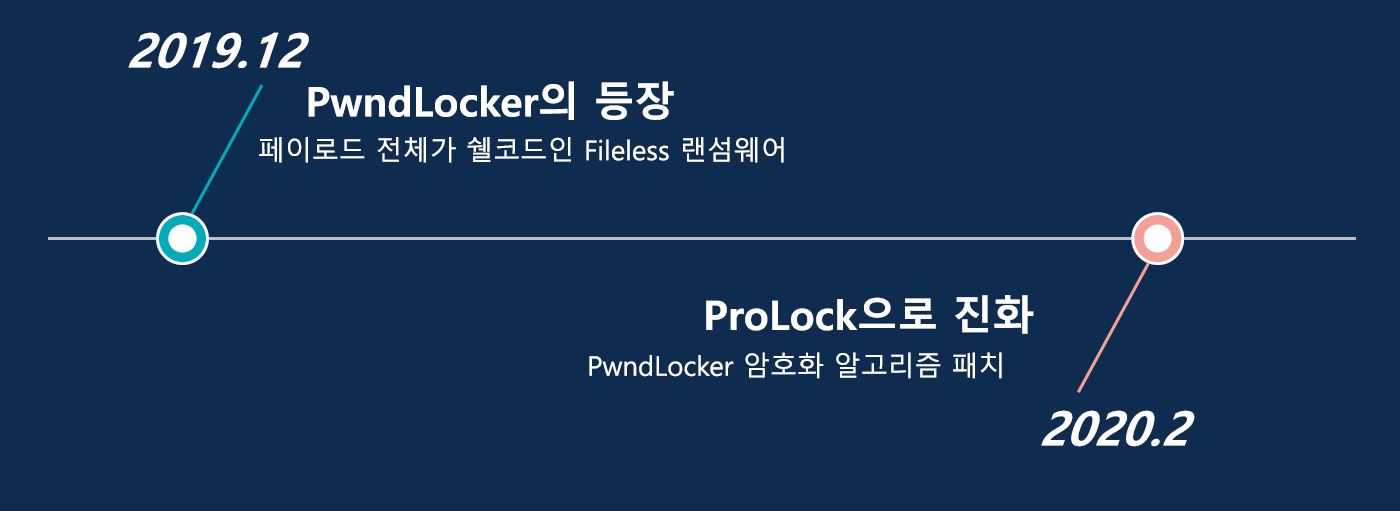 2019.12
PwndLocker의 등장
페이로드 전체가 쉘코드인 Fileless 랜섬웨어
ProLock으로 진화
PwndLocker 암호화 알고리즘 패치
2020.2